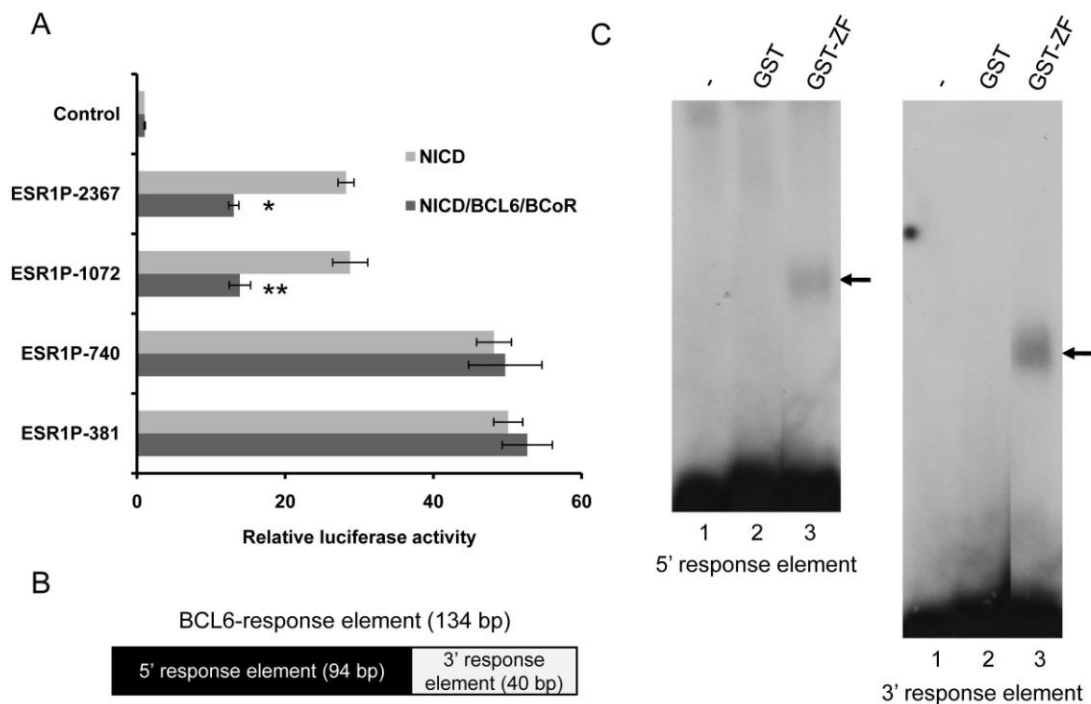 A
Control
ESR1P-2367
ESR1P-1072
ESR1P-740
ESR1P-381
NICD
NICD/BCL6/BCoR
*
**
0 20 40 60
Relative luciferase activity
B
BCL6-response element (134 bp)
5’ response element (94 bp)
3’ response
element (40 bp)
C
- GST GST-ZF
1 2 3
5’ response element
- GST GST-ZF
1 2 3
3’ response element